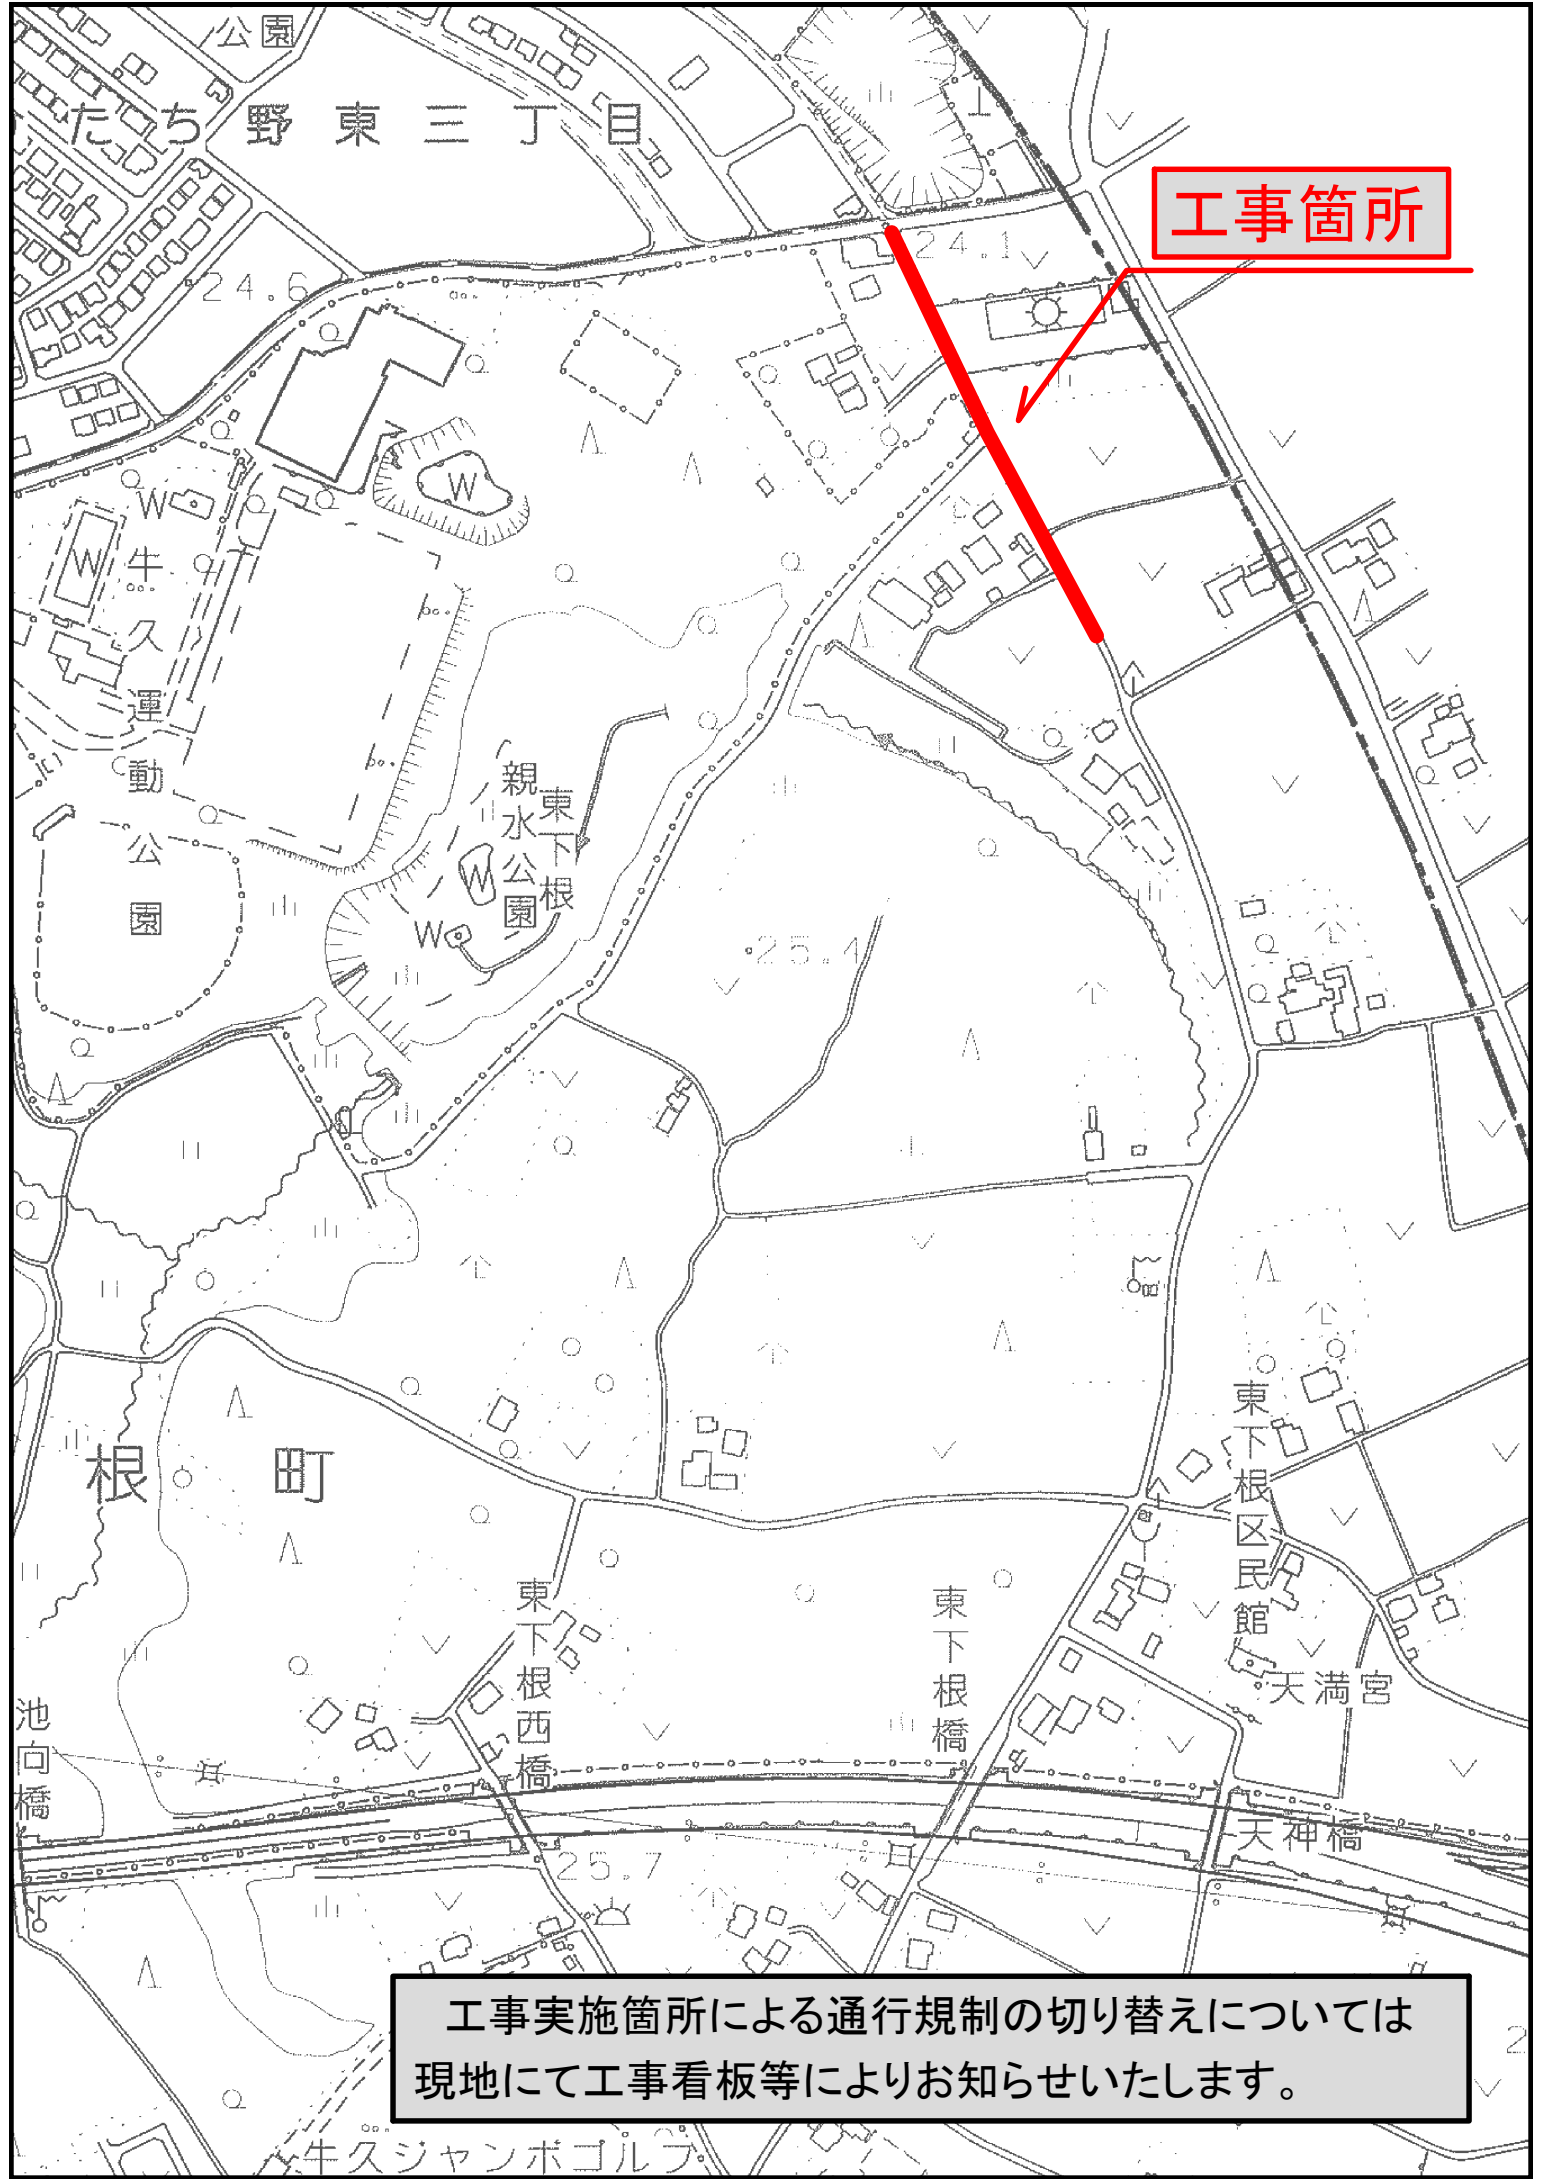 公園
たち野東三丁目
工事箇所
24.1
24.6
W
W
W
牛久運動公園
親水公園
東下根
W
W
25.4
根町
東下根区民館
東下根西橋
東下根橋
天満宮
池向橋
天神橋
25.7
工事実施箇所による通行規制の切り替えについては
現地にて工事看板等によりお知らせいたします。
2
牛久ジャンボゴルフ